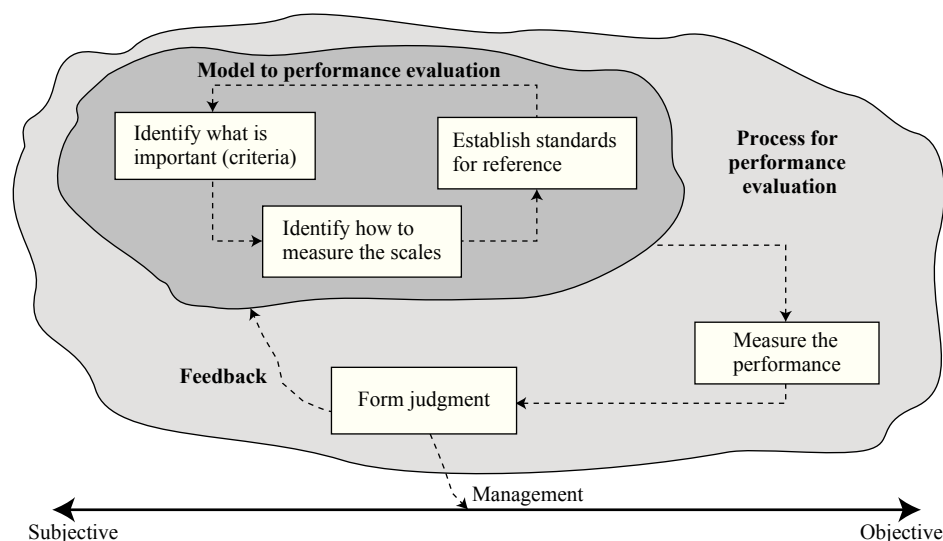 Model to performance evaluation
Identify what is
important (criteria)
Establish standards
for reference
Identify how to
measure the scales
Process for
performance
evaluation
Measure the
performance
Feedback
Form judgment
Management
Subjective
Objective